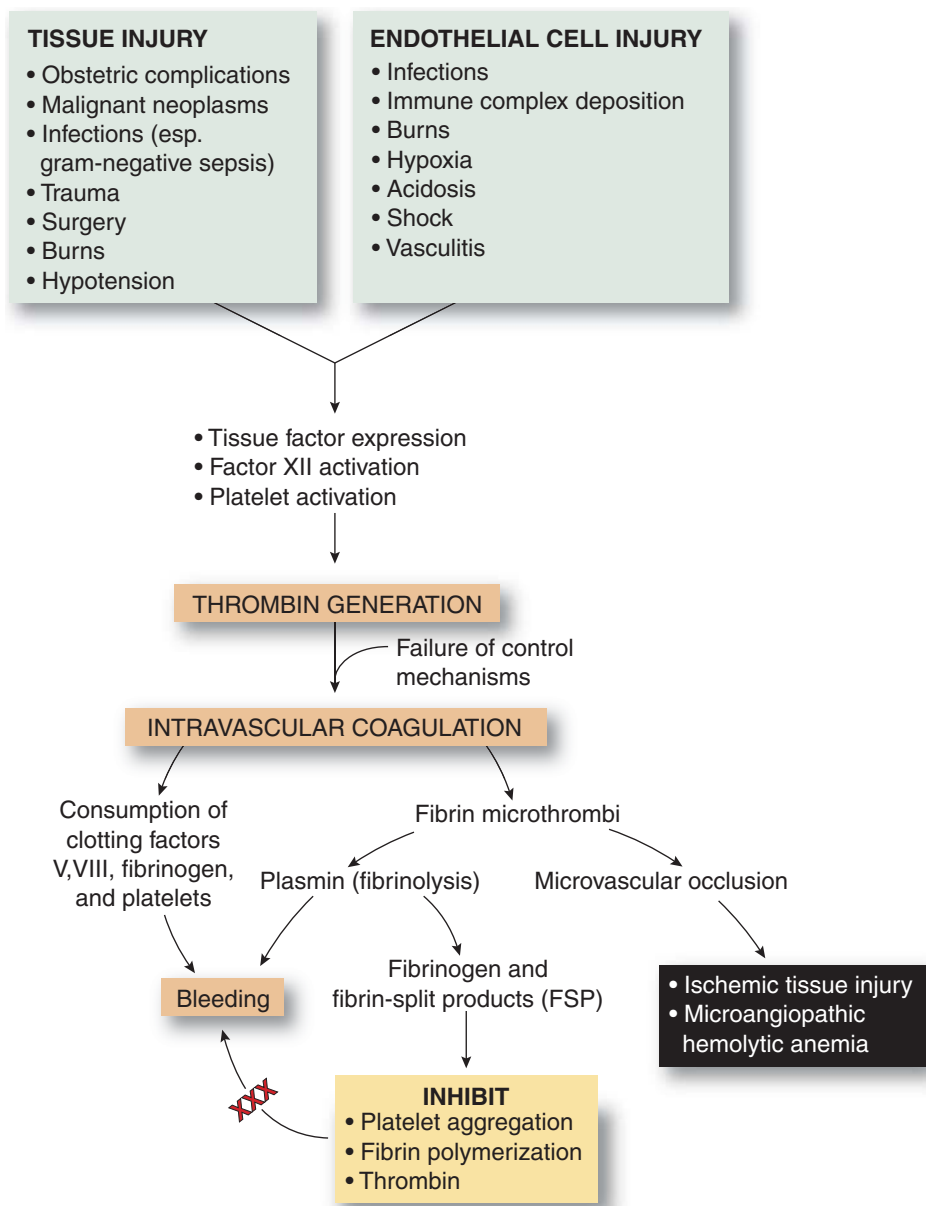 TISSUE INJURY
• Obstetric complications
• Malignant neoplasms
• Infections (esp.
gram-negative sepsis)
• Trauma
• Surgery
• Burns
• Hypotension
ENDOTHELIAL CELL INJURY
• Infections
• Immune complex deposition
• Burns
• Hypoxia
• Acidosis
• Shock
• Vasculitis
• Tissue factor expression
• Factor XII activation
• Platelet activation
THROMBIN GENERATION
Failure of control
mechanisms
INTRAVASCULAR COAGULATION
Consumption of
clotting factors
V,VIII, fibrinogen,
and platelets
Fibrin microthrombi
Plasmin (fibrinolysis)
Microvascular occlusion
Bleeding
Fibrinogen and
fibrin-split products (FSP)
• Ischemic tissue injury
• Microangiopathic
hemolytic anemia
XXX
INHIBIT
• Platelet aggregation
• Fibrin polymerization
• Thrombin